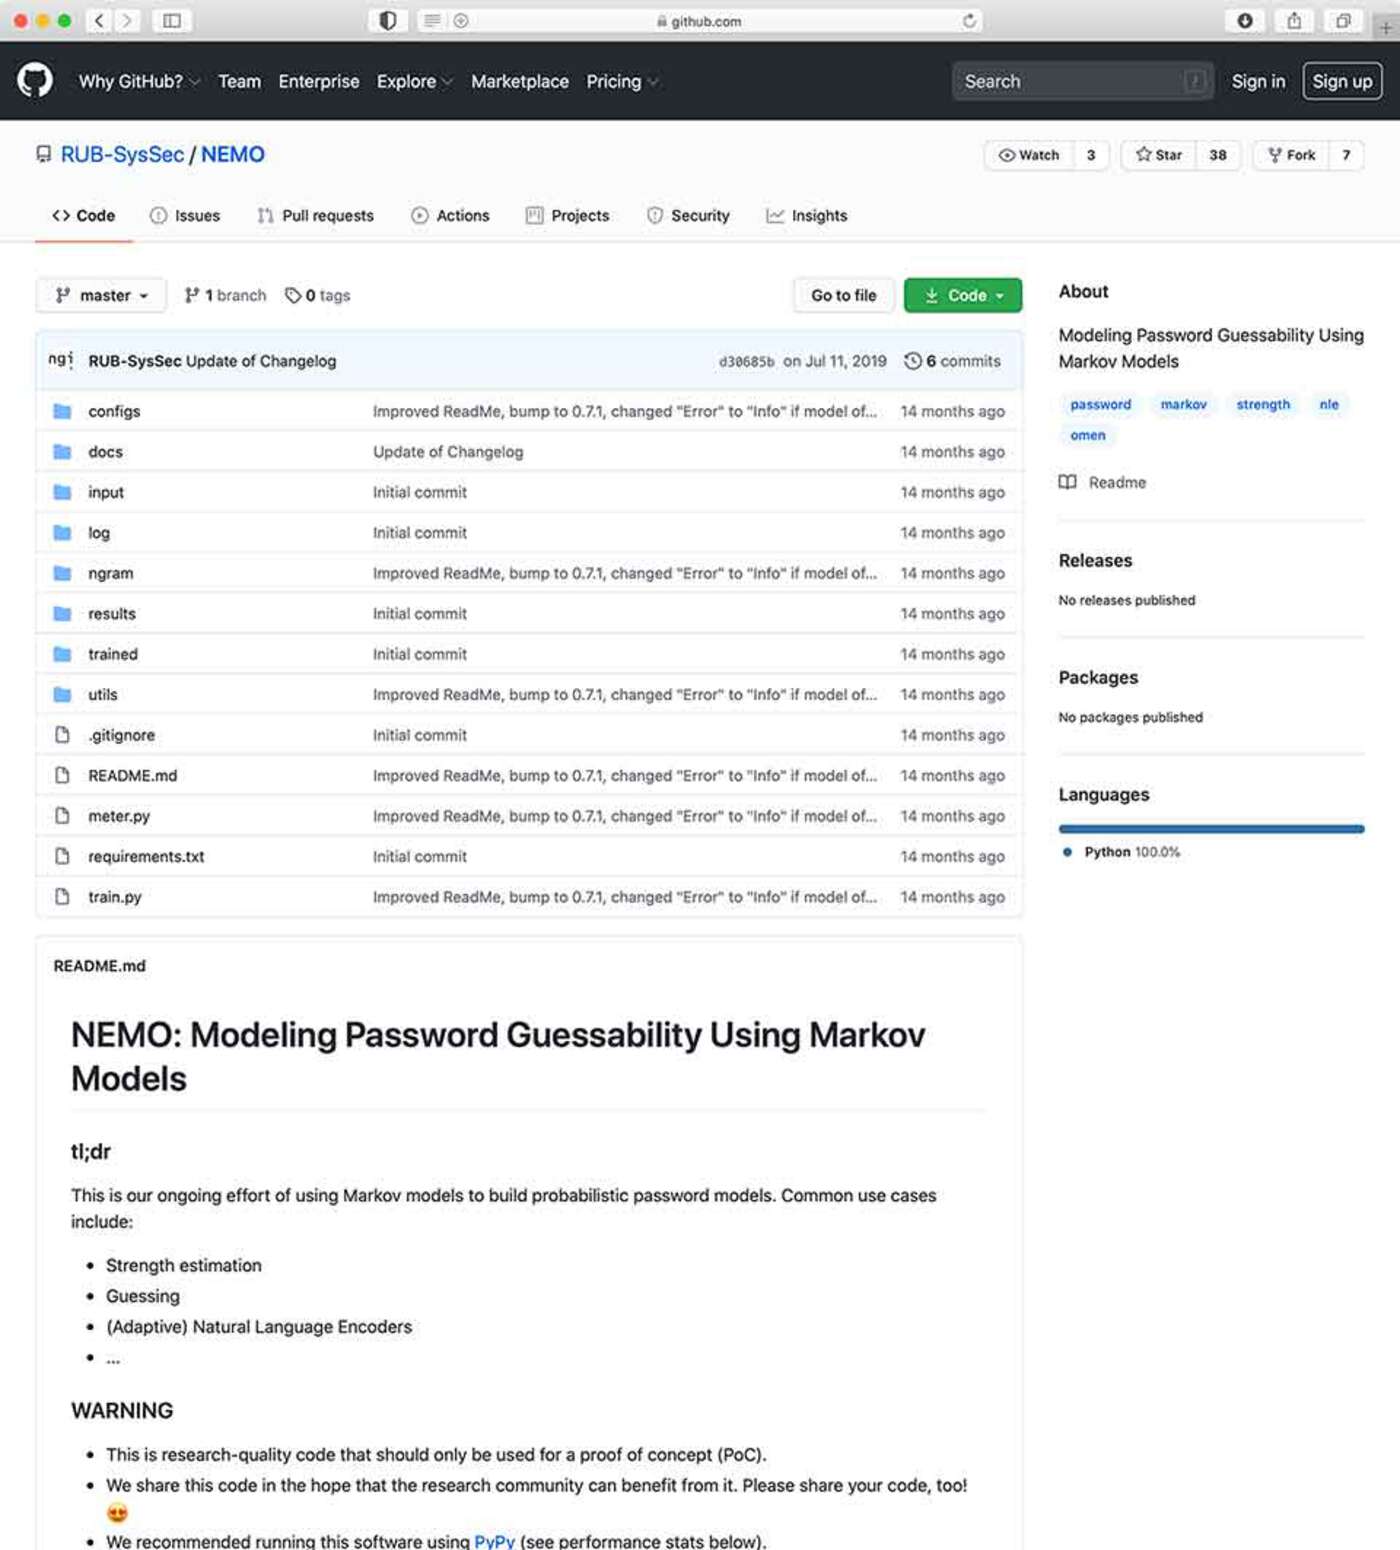 github.com
Why GitHub? Team Enterprise Explore Marketplace Pricing Search / Sign in Sign up
RUB-SysSec / NEMO Watch 3 Star 38 Fork 7
Code Issues Pull requests Actions Projects Security Insights
master 1 branch 0 tags Go to file Code
RUB-SysSec Update of Changelog d30685b on Jul 11, 2019 6 commits
configs Improved ReadMe, bump to 0.7.1, changed "Error" to "Info" if model of... 14 months ago
docs Update of Changelog 14 months ago
input Initial commit 14 months ago
log Initial commit 14 months ago
ngram Improved ReadMe, bump to 0.7.1, changed "Error" to "Info" if model of... 14 months ago
results Initial commit 14 months ago
trained Initial commit 14 months ago
utils Improved ReadMe, bump to 0.7.1, changed "Error" to "Info" if model of... 14 months ago
.gitignore Initial commit 14 months ago
README.md Improved ReadMe, bump to 0.7.1, changed "Error" to "Info" if model of... 14 months ago
meter.py Improved ReadMe, bump to 0.7.1, changed "Error" to "Info" if model of... 14 months ago
requirements.txt Initial commit 14 months ago
train.py Improved ReadMe, bump to 0.7.1, changed "Error" to "Info" if model of... 14 months ago
About
Modeling Password Guessability Using
Markov Models
password markov strength nle
omen
Readme
Releases
No releases published
Packages
No packages published
Languages
Python 100.0%
README.md
NEMO: Modeling Password Guessability Using Markov
Models
tl;dr
This is our ongoing effort of using Markov models to build probabilistic password models. Common use cases
include:
• Strength estimation
• Guessing
• (Adaptive) Natural Language Encoders
• ...
WARNING
• This is research-quality code that should only be used for a proof of concept (PoC).
• We share this code in the hope that the research community can benefit from it. Please share your code, too!
😍
• We recommended running this software using PyPy (see performance stats below).